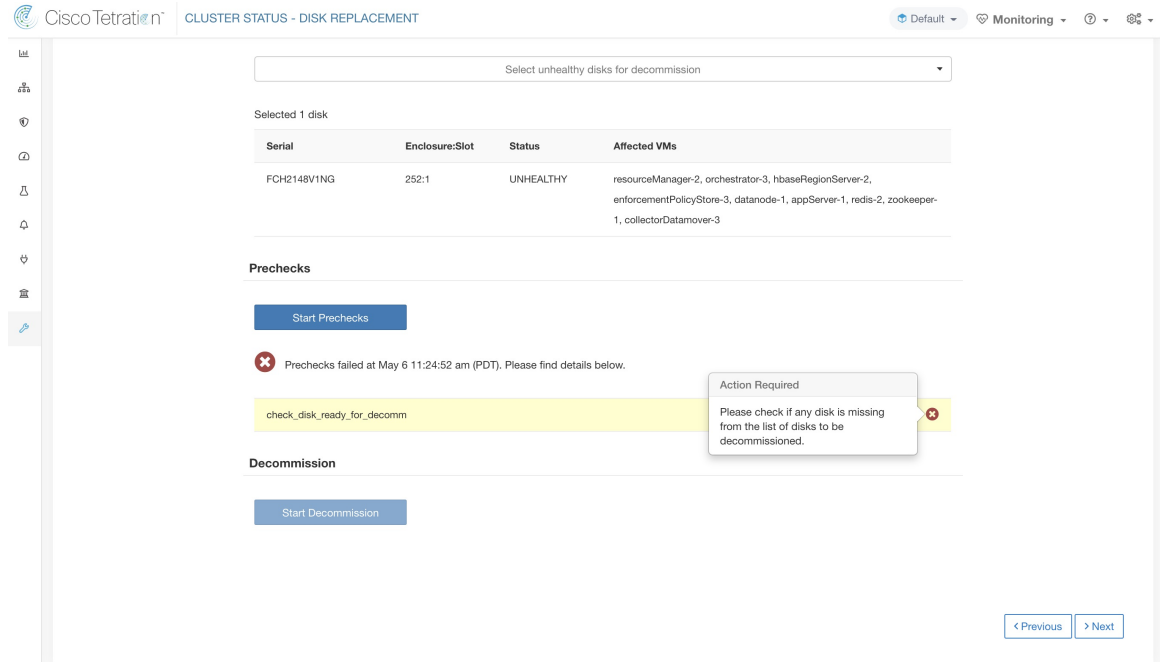 Cisco Tetration™
CLUSTER STATUS - DISK REPLACEMENT
Default
Monitoring
Select unhealthy disks for decommission
Selected 1 disk
Serial Enclosure:Slot Status Affected VMs
FCH2148V1NG 252:1 UNHEALTHY resourceManager-2, orchestrator-3, hbaseRegionServer-2,
enforcementPolicyStore-3, datanode-1, appServer-1, redis-2, zookeeper-
1, collectorDatamover-3
Prechecks
Start Prechecks
Prechecks failed at May 6 11:24:52 am (PDT). Please find details below.
check_disk_ready_for_decomm
Action Required
Please check if any disk is missing
from the list of disks to be
decommissioned.
Decommission
Start Decommission
Previous
Next